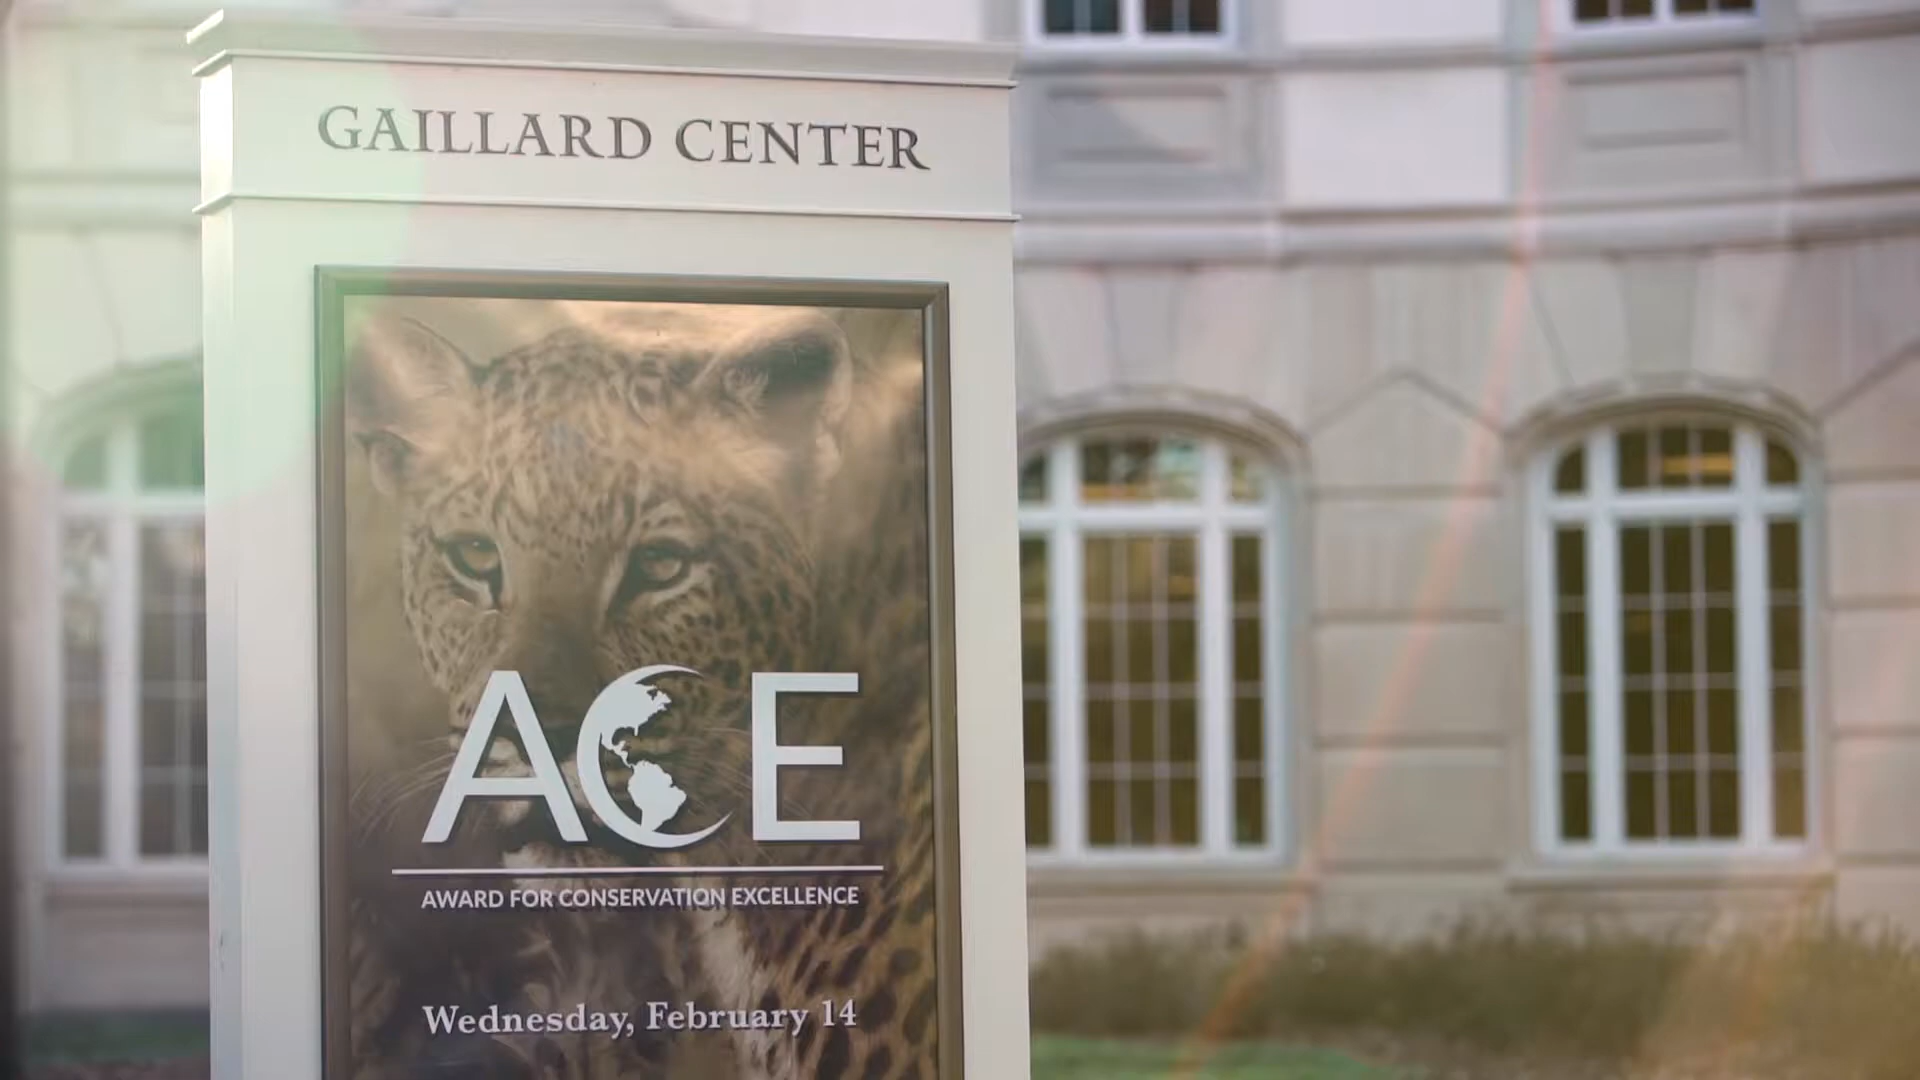 GAILLARD CENTER
ACE
AWARD FOR CONSERVATION EXCELLENCE
Wednesday, February 14